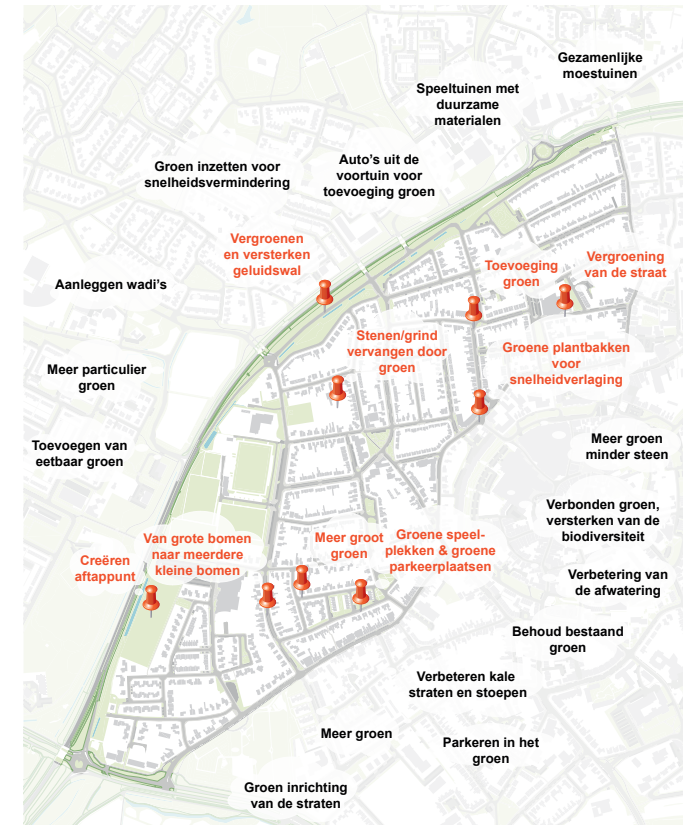 Gezamenlijke
moestuinen
Speeltuinen met
duurzame
materialen
Groen inzetten voor
snelheidsvermindering
Auto's uit de
voortuin voor
toevoeging groen
Vergroenen
en versterken
geluidswal
Toevoeging
groen
Vergroening
van de straat
Aanleggen wadi's
Stenen/grind
vervangen door
groen
Groene plantbakken
voor
snelheidverlaging
Meer particulier
groen
Toevoegen van
eetbaar groen
Meer groen
minder steen
Verbonden groen,
versterken van de
biodiversiteit
Creëren
aftappunt
Van grote bomen
naar meerdere
kleine bomen
Meer groot
groen
Groene speel-
plekken & groene
parkeerplaatsen
Verbetering van
de afwatering
Behoud bestaand
groen
Verbeteren kale
straten en stoepen
Meer groen
Parkeren in het
groen
Groen inrichting
van de straten